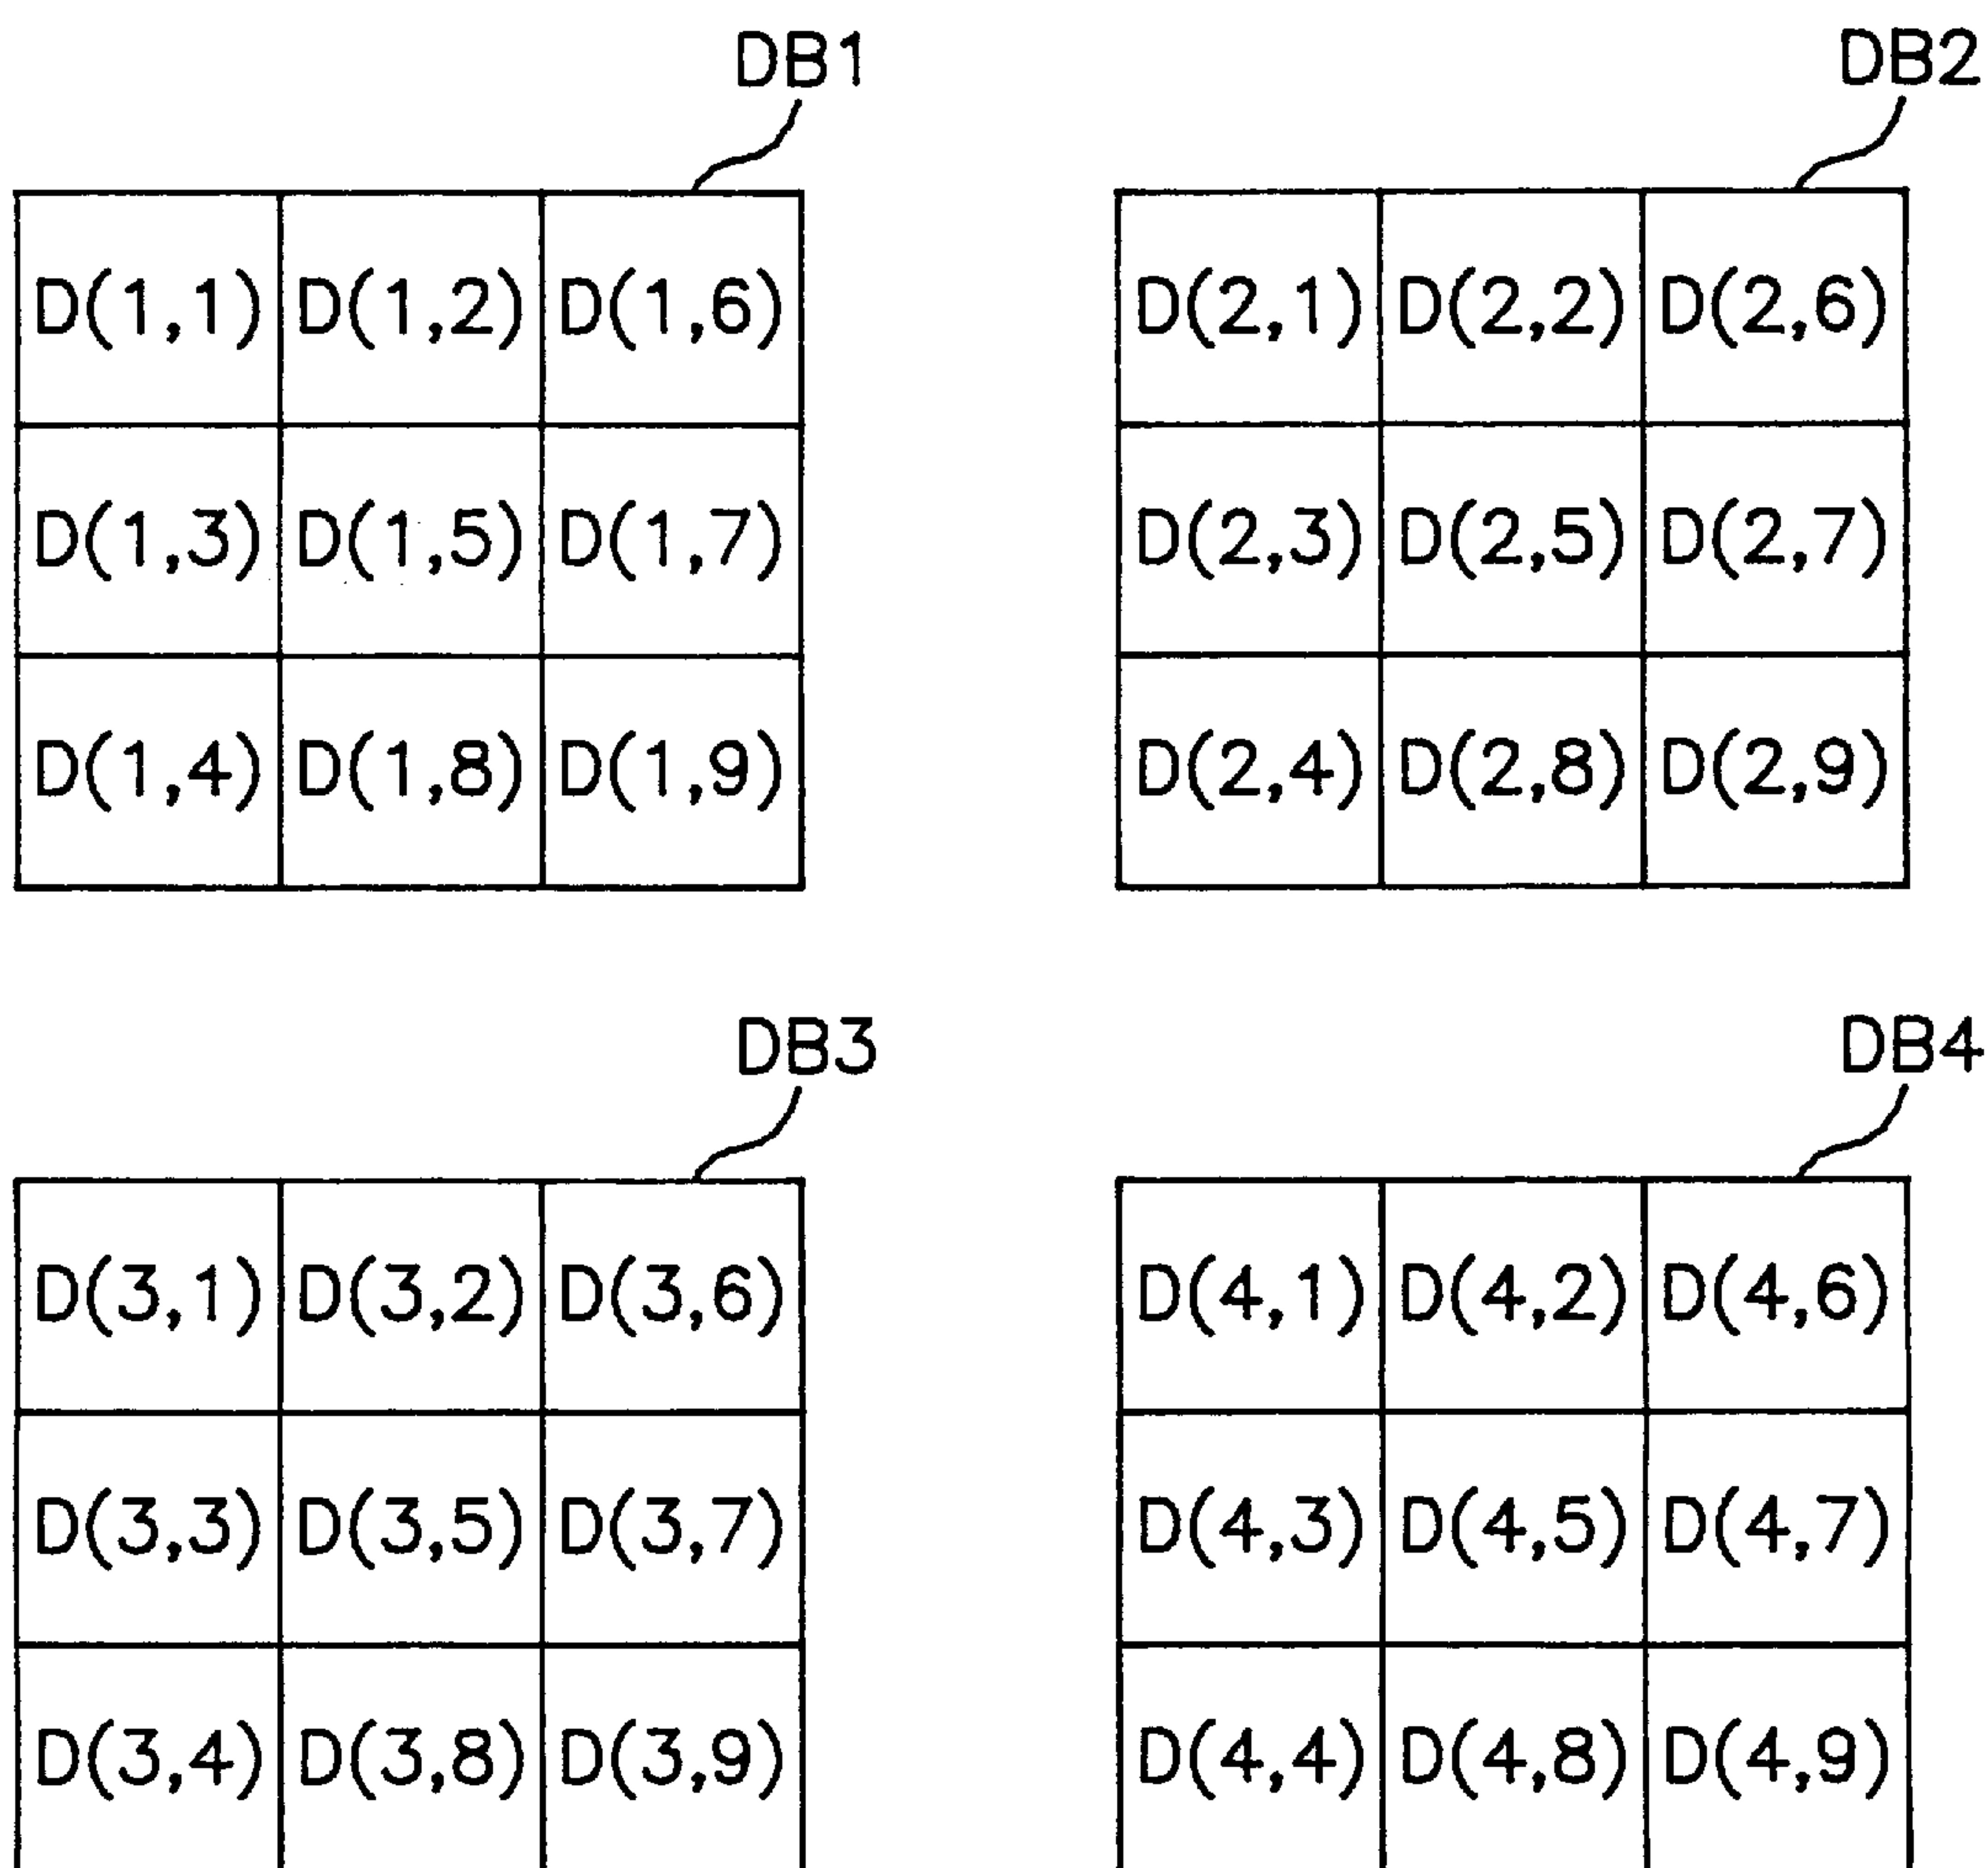 DB1 DB2
D(1,1) D(1,2) D(1,6) D(2,1) D(2,2) D(2,6)
D(1,3) D(1,5) D(1,7) D(2,3) D(2,5) D(2,7)
D(1,4) D(1,8) D(1,9) D(2,4) D(2,8) D(2,9)
DB3 DB4
D(3,1) D(3,2) D(3,6) D(4,1) D(4,2) D(4,6)
D(3,3) D(3,5) D(3,7) D(4,3) D(4,5) D(4,7)
D(3,4) D(3,8) D(3,9) D(4,4) D(4,8) D(4,9)